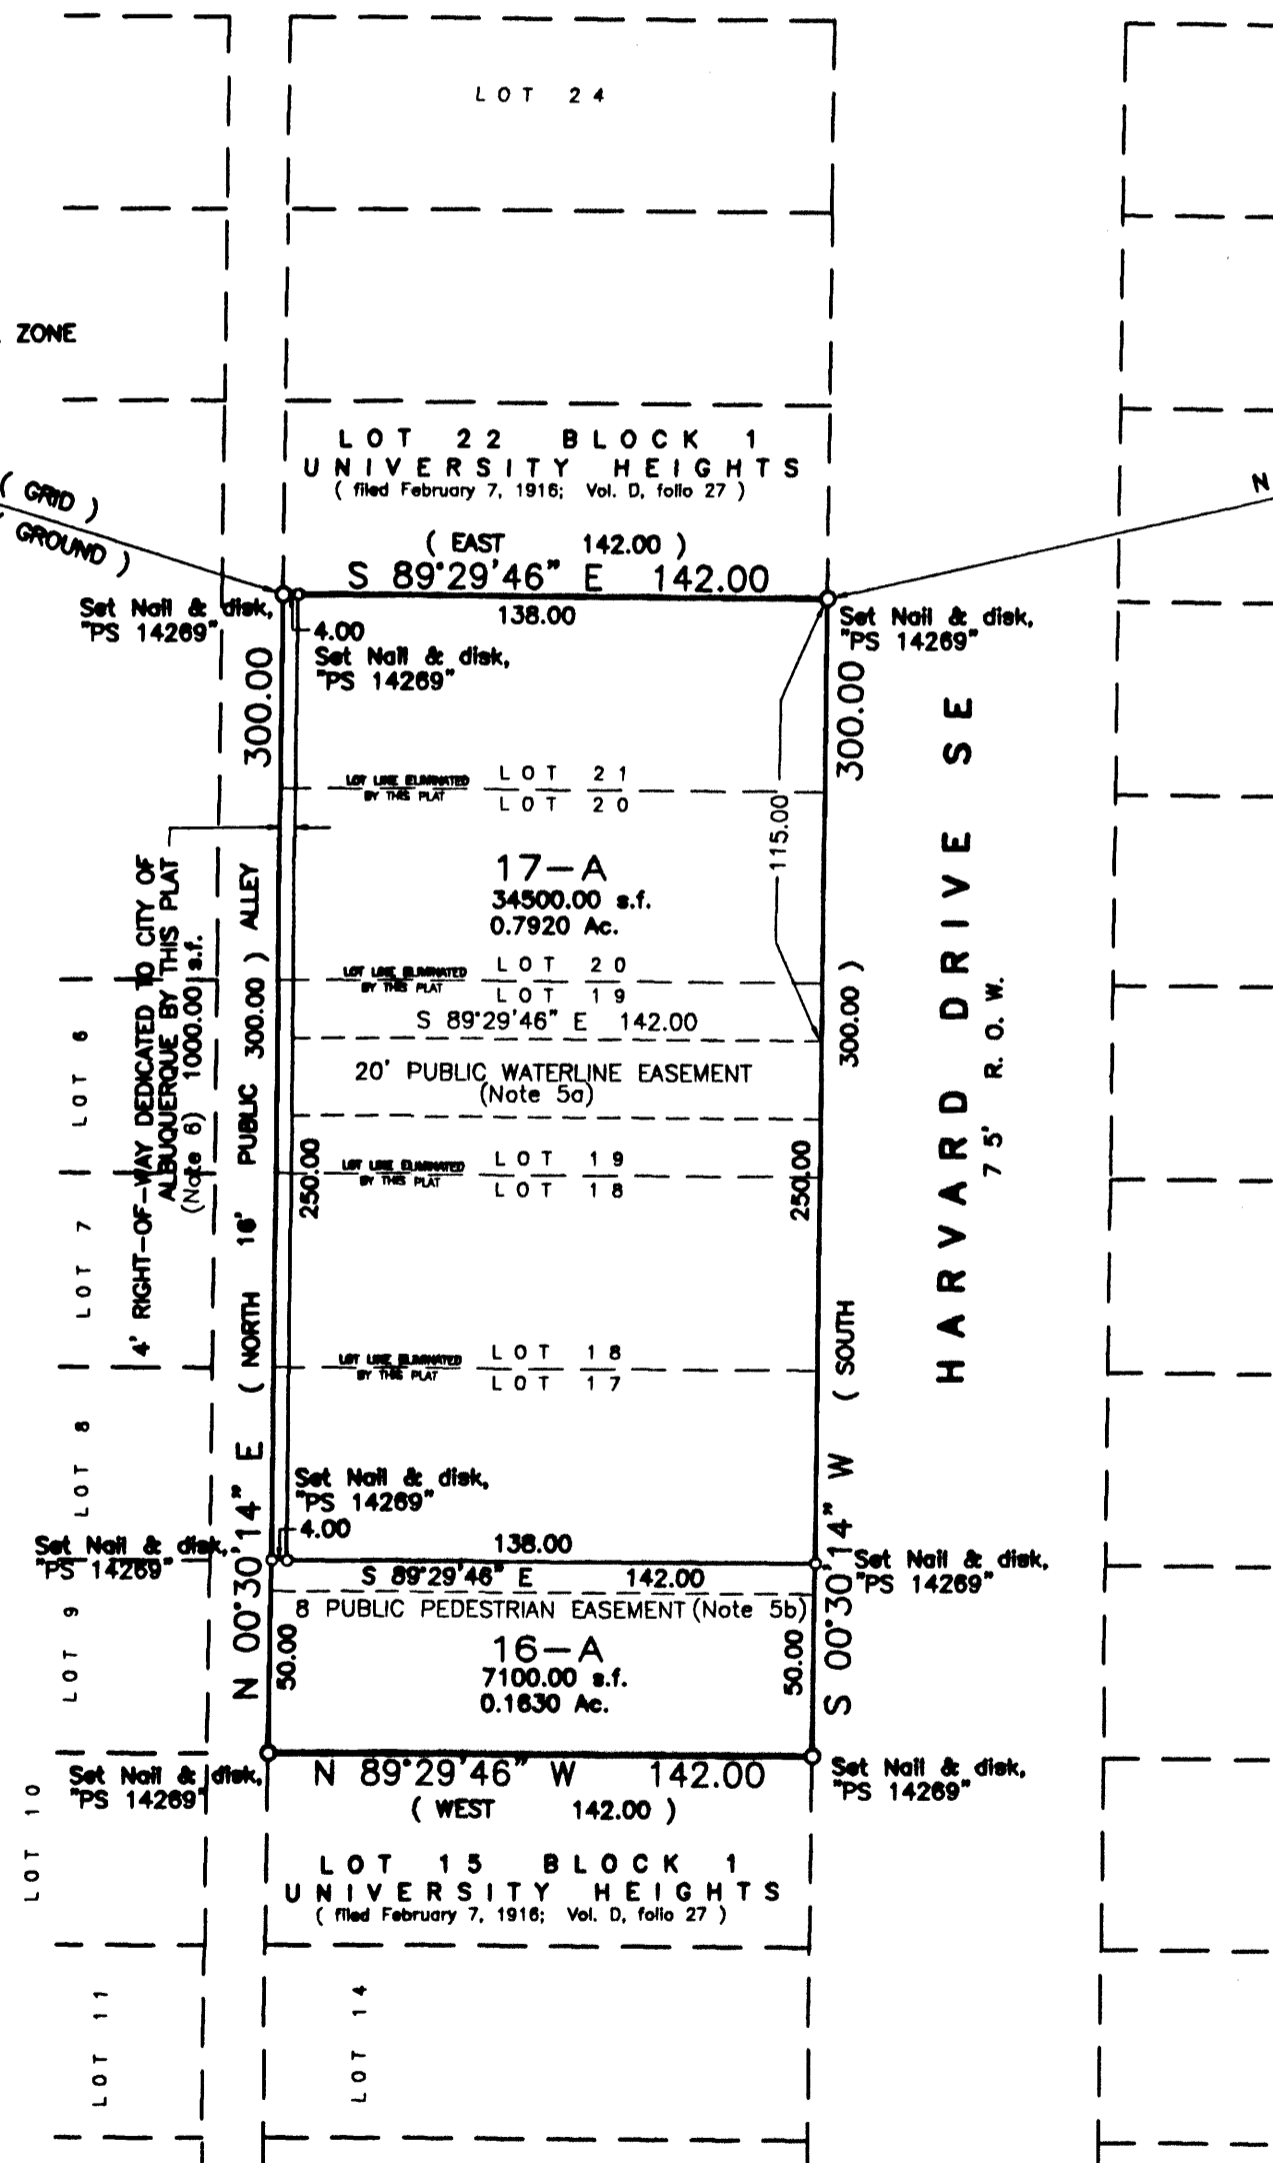 LOT 24
ZONE
LOT 22 BLOCK 1
UNIVERSITY HEIGHTS
( filed February 7, 1916; Vol. D, folio 27 )
( GRID )
( GROUND )
N
( EAST 142.00 )
S 89°29'46" E 142.00
138.00
Set Nail & disk,
"PS 14269"
4.00
Set Nail & disk,
"PS 14269"
Set Nail & disk,
"PS 14269"
300.00
300.00
LOT LINE ELIMINATED
BY THIS PLAT
LOT 21
LOT 20
115.00
17-A
34500.00 s.f.
0.7920 Ac.
4' RIGHT-OF-WAY DEDICATED TO CITY OF
ALBUQUERQUE BY THIS PLAT
(Note 6) 1000.00 s.f.
LOT LINE ELIMINATED
BY THIS PLAT
LOT 20
LOT 19
S 89°29'46" E 142.00
20' PUBLIC WATERLINE EASEMENT
(Note 5a)
LOT LINE ELIMINATED
BY THIS PLAT
LOT 19
LOT 18
250.00
250.00
LOT LINE ELIMINATED
BY THIS PLAT
LOT 18
LOT 17
N 00°30'14" E ( NORTH 300.00 )
16' PUBLIC ALLEY
S 00°30'14" W ( SOUTH 300.00 )
HARVARD DRIVE SE
75' R.O.W.
LOT 6
LOT 7
LOT 8
LOT 9
LOT 10
LOT 11
Set Nail & disk,
"PS 14269"
4.00
138.00
Set Nail & disk,
"PS 14269"
Set Nail & disk,
"PS 14269"
S 89°29'46" E 142.00
8 PUBLIC PEDESTRIAN EASEMENT (Note 5b)
16-A
7100.00 s.f.
0.1630 Ac.
50.00
50.00
Set Nail & disk,
"PS 14269"
N 89°29'46" W 142.00
( WEST 142.00 )
Set Nail & disk,
"PS 14269"
LOT 15 BLOCK 1
UNIVERSITY HEIGHTS
( filed February 7, 1916; Vol. D, folio 27 )
LOT 14